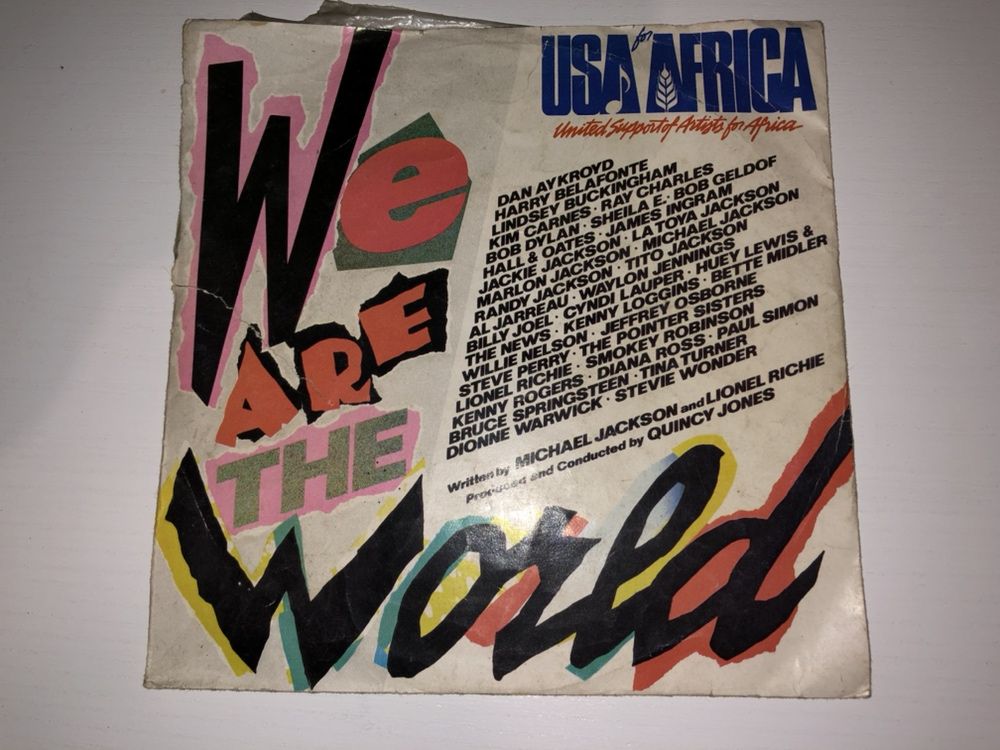 We
ARE
THE
World
for
USA AFRICA
United Support of Artists for Africa
DAN AYKROYD
HARRY BELAFONTE
LINDSEY BUCKINGHAM
KIM CARNES · RAY CHARLES
BOB DYLAN · SHEILA E. · BOB GELDOF
HALL & OATES · JAMES INGRAM
JACKIE JACKSON · LA TOYA JACKSON
MARLON JACKSON · MICHAEL JACKSON
RANDY JACKSON · TITO JACKSON
AL JARREAU · WAYLON JENNINGS
BILLY JOEL · CYNDI LAUPER · HUEY LEWIS &
THE NEWS · KENNY LOGGINS · BETTE MIDLER
WILLIE NELSON · JEFFREY OSBORNE
STEVE PERRY · THE POINTER SISTERS
LIONEL RICHIE · SMOKEY ROBINSON
KENNY ROGERS · DIANA ROSS · PAUL SIMON
BRUCE SPRINGSTEEN · TINA TURNER
DIONNE WARWICK · STEVIE WONDER
Written by MICHAEL JACKSON and LIONEL RICHIE
Produced and Conducted by QUINCY JONES